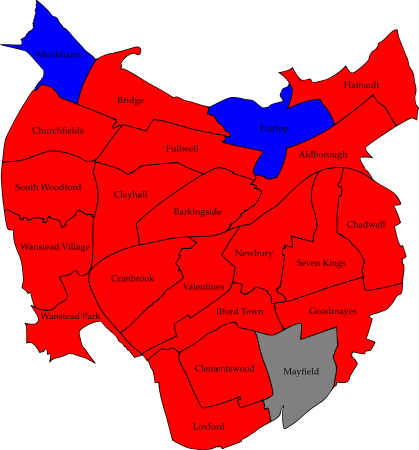 Monkhams
Hainault
Bridge
Fairlop
Churchfields
Fullwell
Aldborough
South Woodford
Clayhall
Barkingside
Chadwell
Wanstead Village
Newbury
Seven Kings
Cranbrook
Valentines
Wanstead Park
Ilford Town
Goodmayes
Clementswood
Mayfield
Loxford